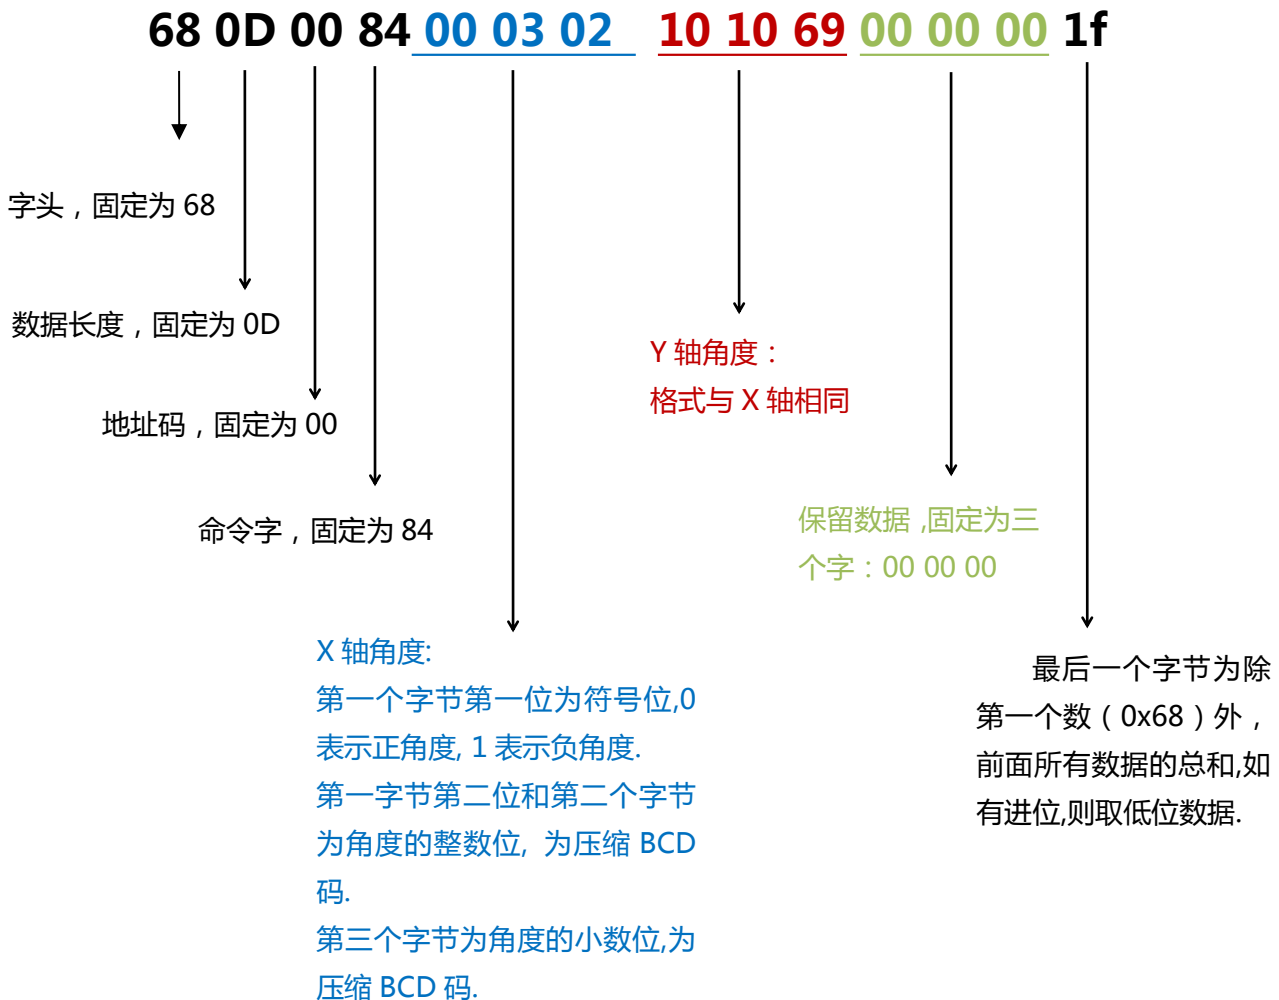 68 0D 00 84 00 03 02 10 10 69 00 00 00 1f
字头，固定为 68
数据长度，固定为 0D
地址码，固定为 00
命令字，固定为 84
Y 轴角度：
格式与 X 轴相同
保留数据 ,固定为三
个字：00 00 00
X 轴角度:
第一个字节第一位为符号位,0
表示正角度, 1 表示负角度.
第一字节第二位和第二个字节
为角度的整数位, 为压缩 BCD
码.
第三个字节为角度的小数位,为
压缩 BCD 码.
最后一个字节为除
第一个数（0x68）外，
前面所有数据的总和,如
有进位,则取低位数据.